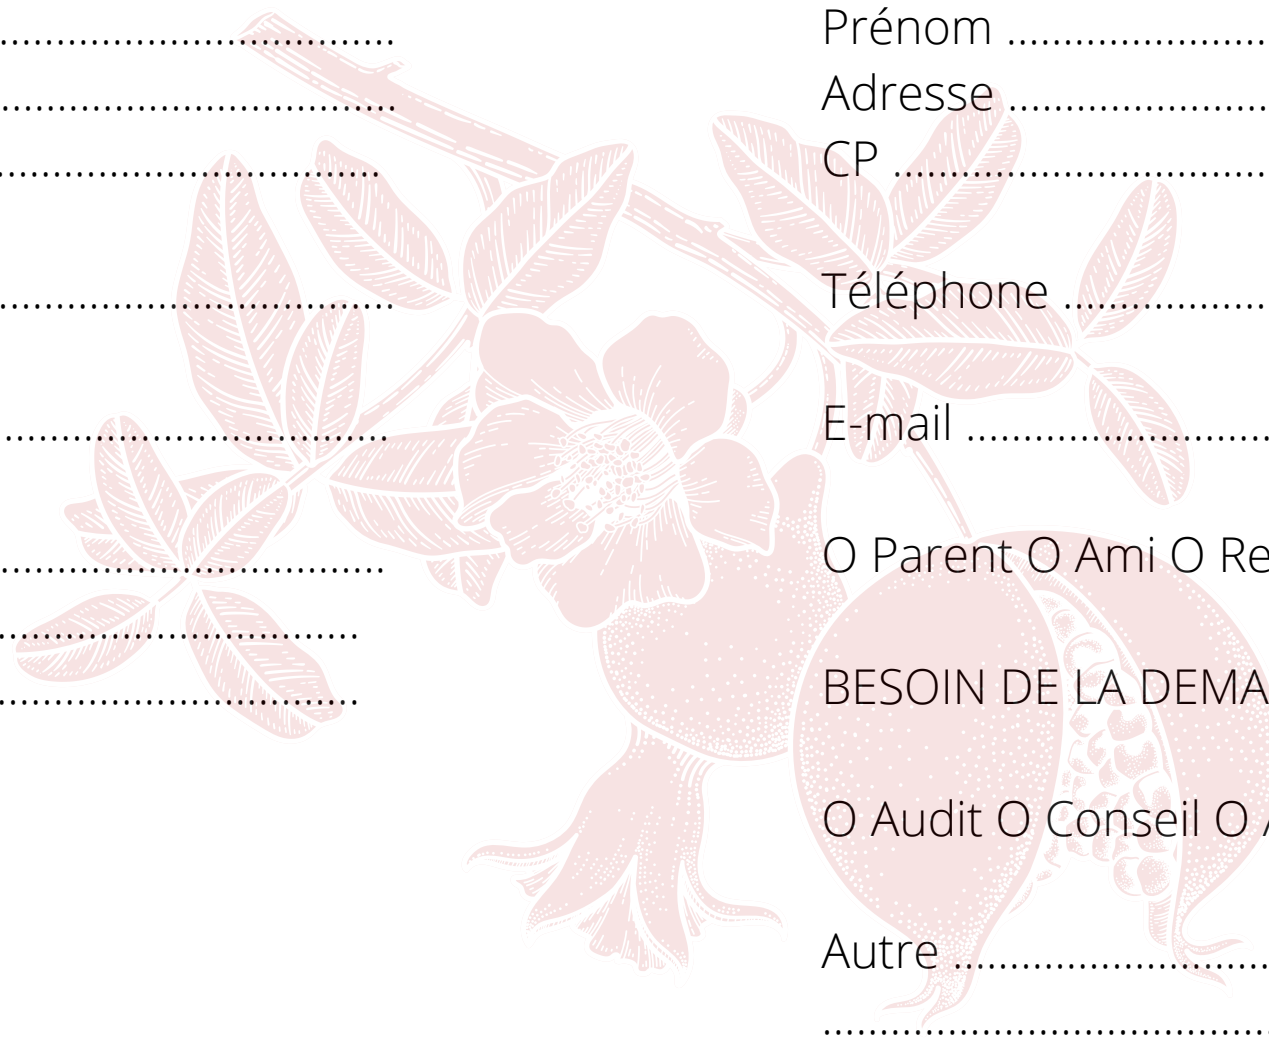 Prénom ........................
Adresse .......................
CP .................................
Téléphone ..................
E-mail ...........................
O Parent O Ami O Re
BESOIN DE LA DEMA
O Audit O Conseil O
Autre ............................
.......................................